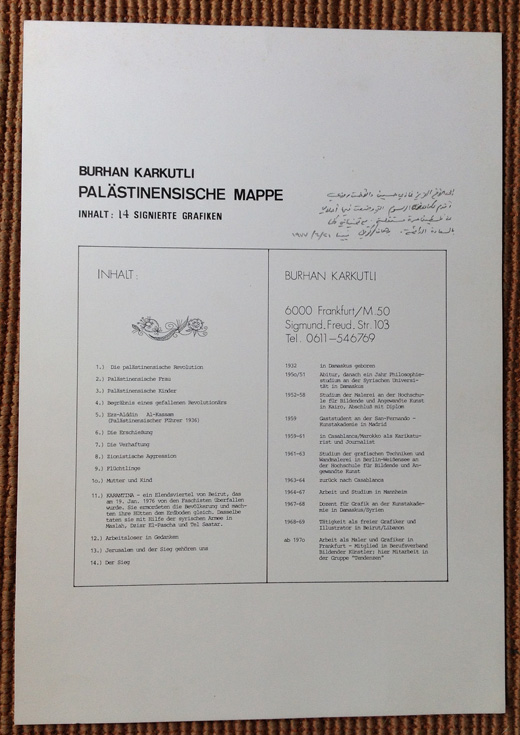 BURHAN KARKUTLI
PALÄSTINENSISCHE MAPPE
INHALT: 14 SIGNIERTE GRAFIKEN
INHALT:
1.) Die palästinensische Revolution
2.) Palästinensische Frau
3.) Palästinensische Kinder
4.) Begräbnis eines gefallenen Revolutionärs
5.) Ezz-Alddin Al-Kassam
(Palästinensischer Führer 1936)
6.) Die Erschießung
7.) Die Verhaftung
8.) Zionistische Aggression
9.) Flüchtlinge
1o.) Mutter und Kind
11.) KARANTINA - ein Elendsviertel von Beirut, das
am 19. Jan. 1976 von den Faschisten überfallen
wurde. Sie ermordeten die Bevölkerung und mach-
ten ihre Hütten dem Erdboden gleich. Dasselbe
taten sie mit Hilfe der syrischen Armee in
Maslah, Dzisr El-Pascha und Tel Saatar.
12.) Arbeitsloser in Gedanken
13.) Jerusalem und der Sieg gehören uns
14.) Der Sieg
BURHAN KARKUTLI
6000 Frankfurt/M.50
Sigmund.Freud.Str.103
Tel. 0611-546769
1932 in Damaskus geboren
195o/51 Abitur, danach ein Jahr Philosophie-
studium an der Syrischen Universi-
tät in Damaskus
1952-58 Studium der Malerei an der Hochschu-
le für Bildende und Angewandte Kunst
in Kairo, Abschluß mit Diplom
1959 Gaststudent an der San-Fernando -
Kunstakademie in Madrid
1959-61 in Casablanca/Marokko als Karikatu-
rist und Journalist
1961-63 Studium der grafischen Techniken und
Wandmalerei in Berlin-Weißensee an
der Hochschule für Bildende und An-
gewandte Kunst
1963-64 zurück nach Casablanca
1964-67 Arbeit und Studium in Mannheim
1967-68 Dozent für Grafik an der Kunstakade-
mie in Damaskus/Syrien
1968-69 Tätigkeit als freier Grafiker und
Illustrator in Beirut/Libanon
ab 197o Arbeit als Maler und Grafiker in
Frankfurt - Mitglied im Berufsverband
Bildender Künstler; hier Mitarbeit in
der Gruppe "Tendenzen"